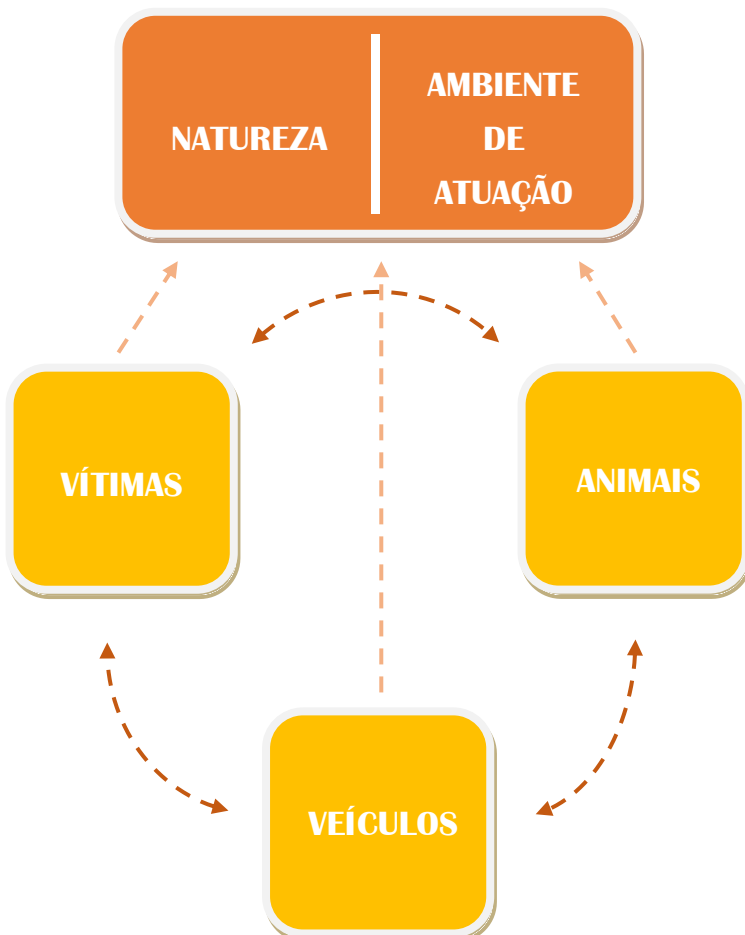 NATUREZA
AMBIENTE
DE
ATUAÇÃO
VÍTIMAS
ANIMAIS
VEÍCULOS